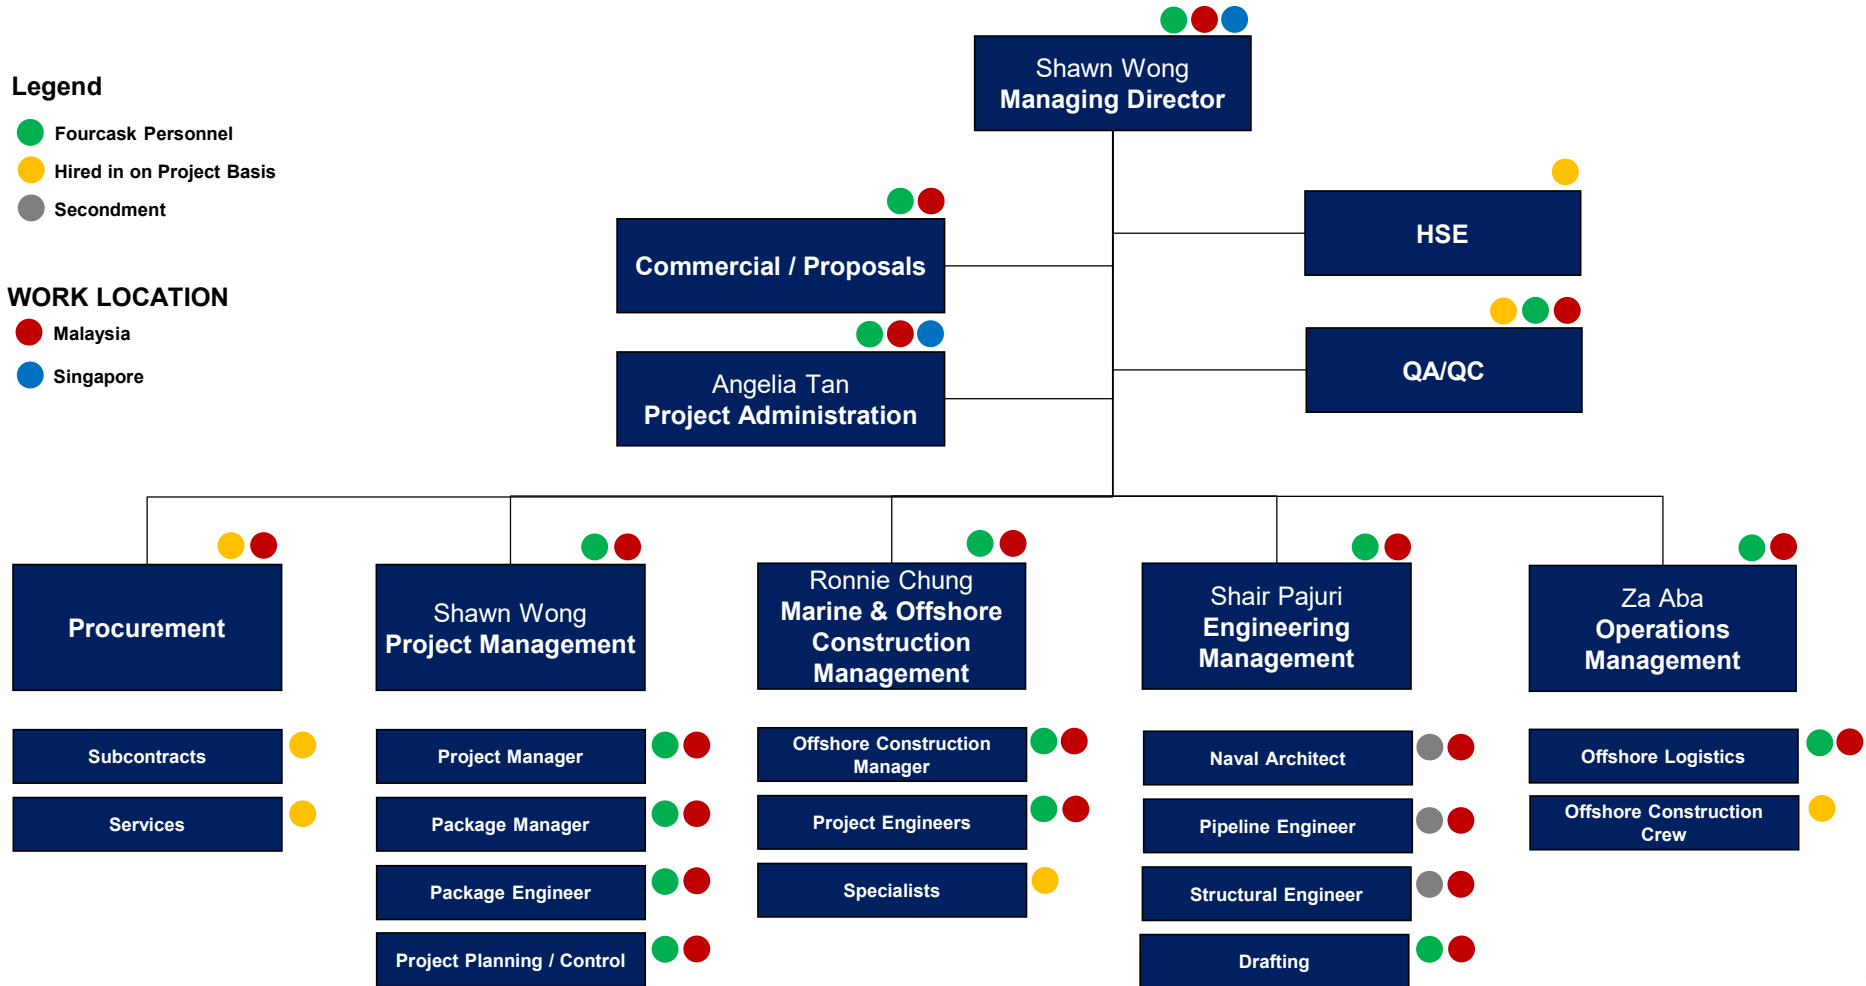 Legend
Fourcask Personnel
Hired in on Project Basis
Secondment
WORK LOCATION
Malaysia
Singapore
Shawn Wong
Managing Director
Commercial / Proposals
HSE
Angelia Tan
Project Administration
QA/QC
Procurement
Shawn Wong
Project Management
Ronnie Chung
Marine & Offshore
Construction
Management
Shair Pajuri
Engineering
Management
Za Aba
Operations
Management
Subcontracts
Services
Project Manager
Package Manager
Package Engineer
Project Planning / Control
Offshore Construction
Manager
Project Engineers
Specialists
Naval Architect
Pipeline Engineer
Structural Engineer
Drafting
Offshore Logistics
Offshore Construction
Crew